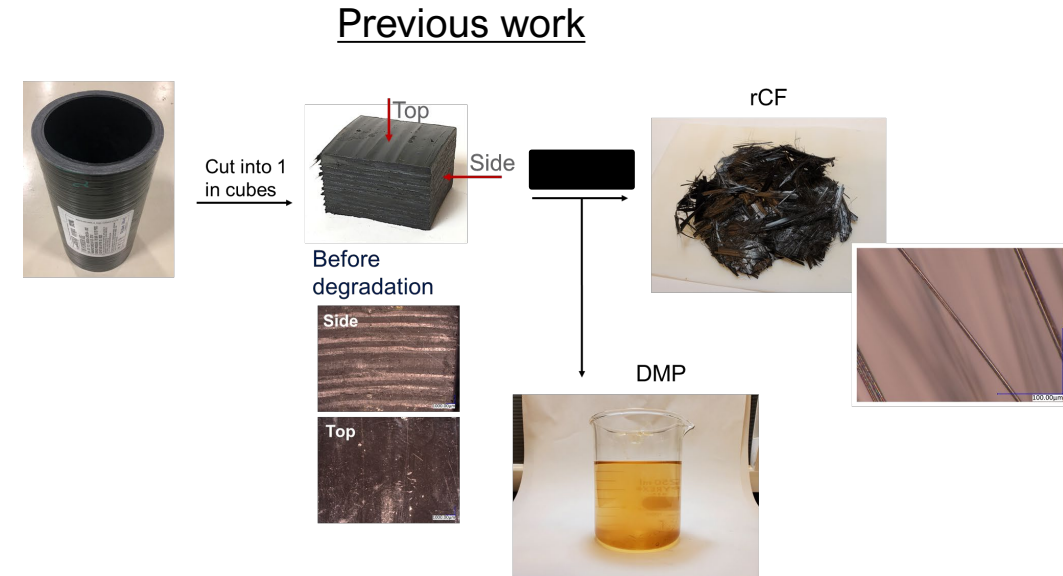 Previous work
Top
rCF
Side
Cut into 1
in cubes
Before
degradation
Side
Top
DMP
100.00µm